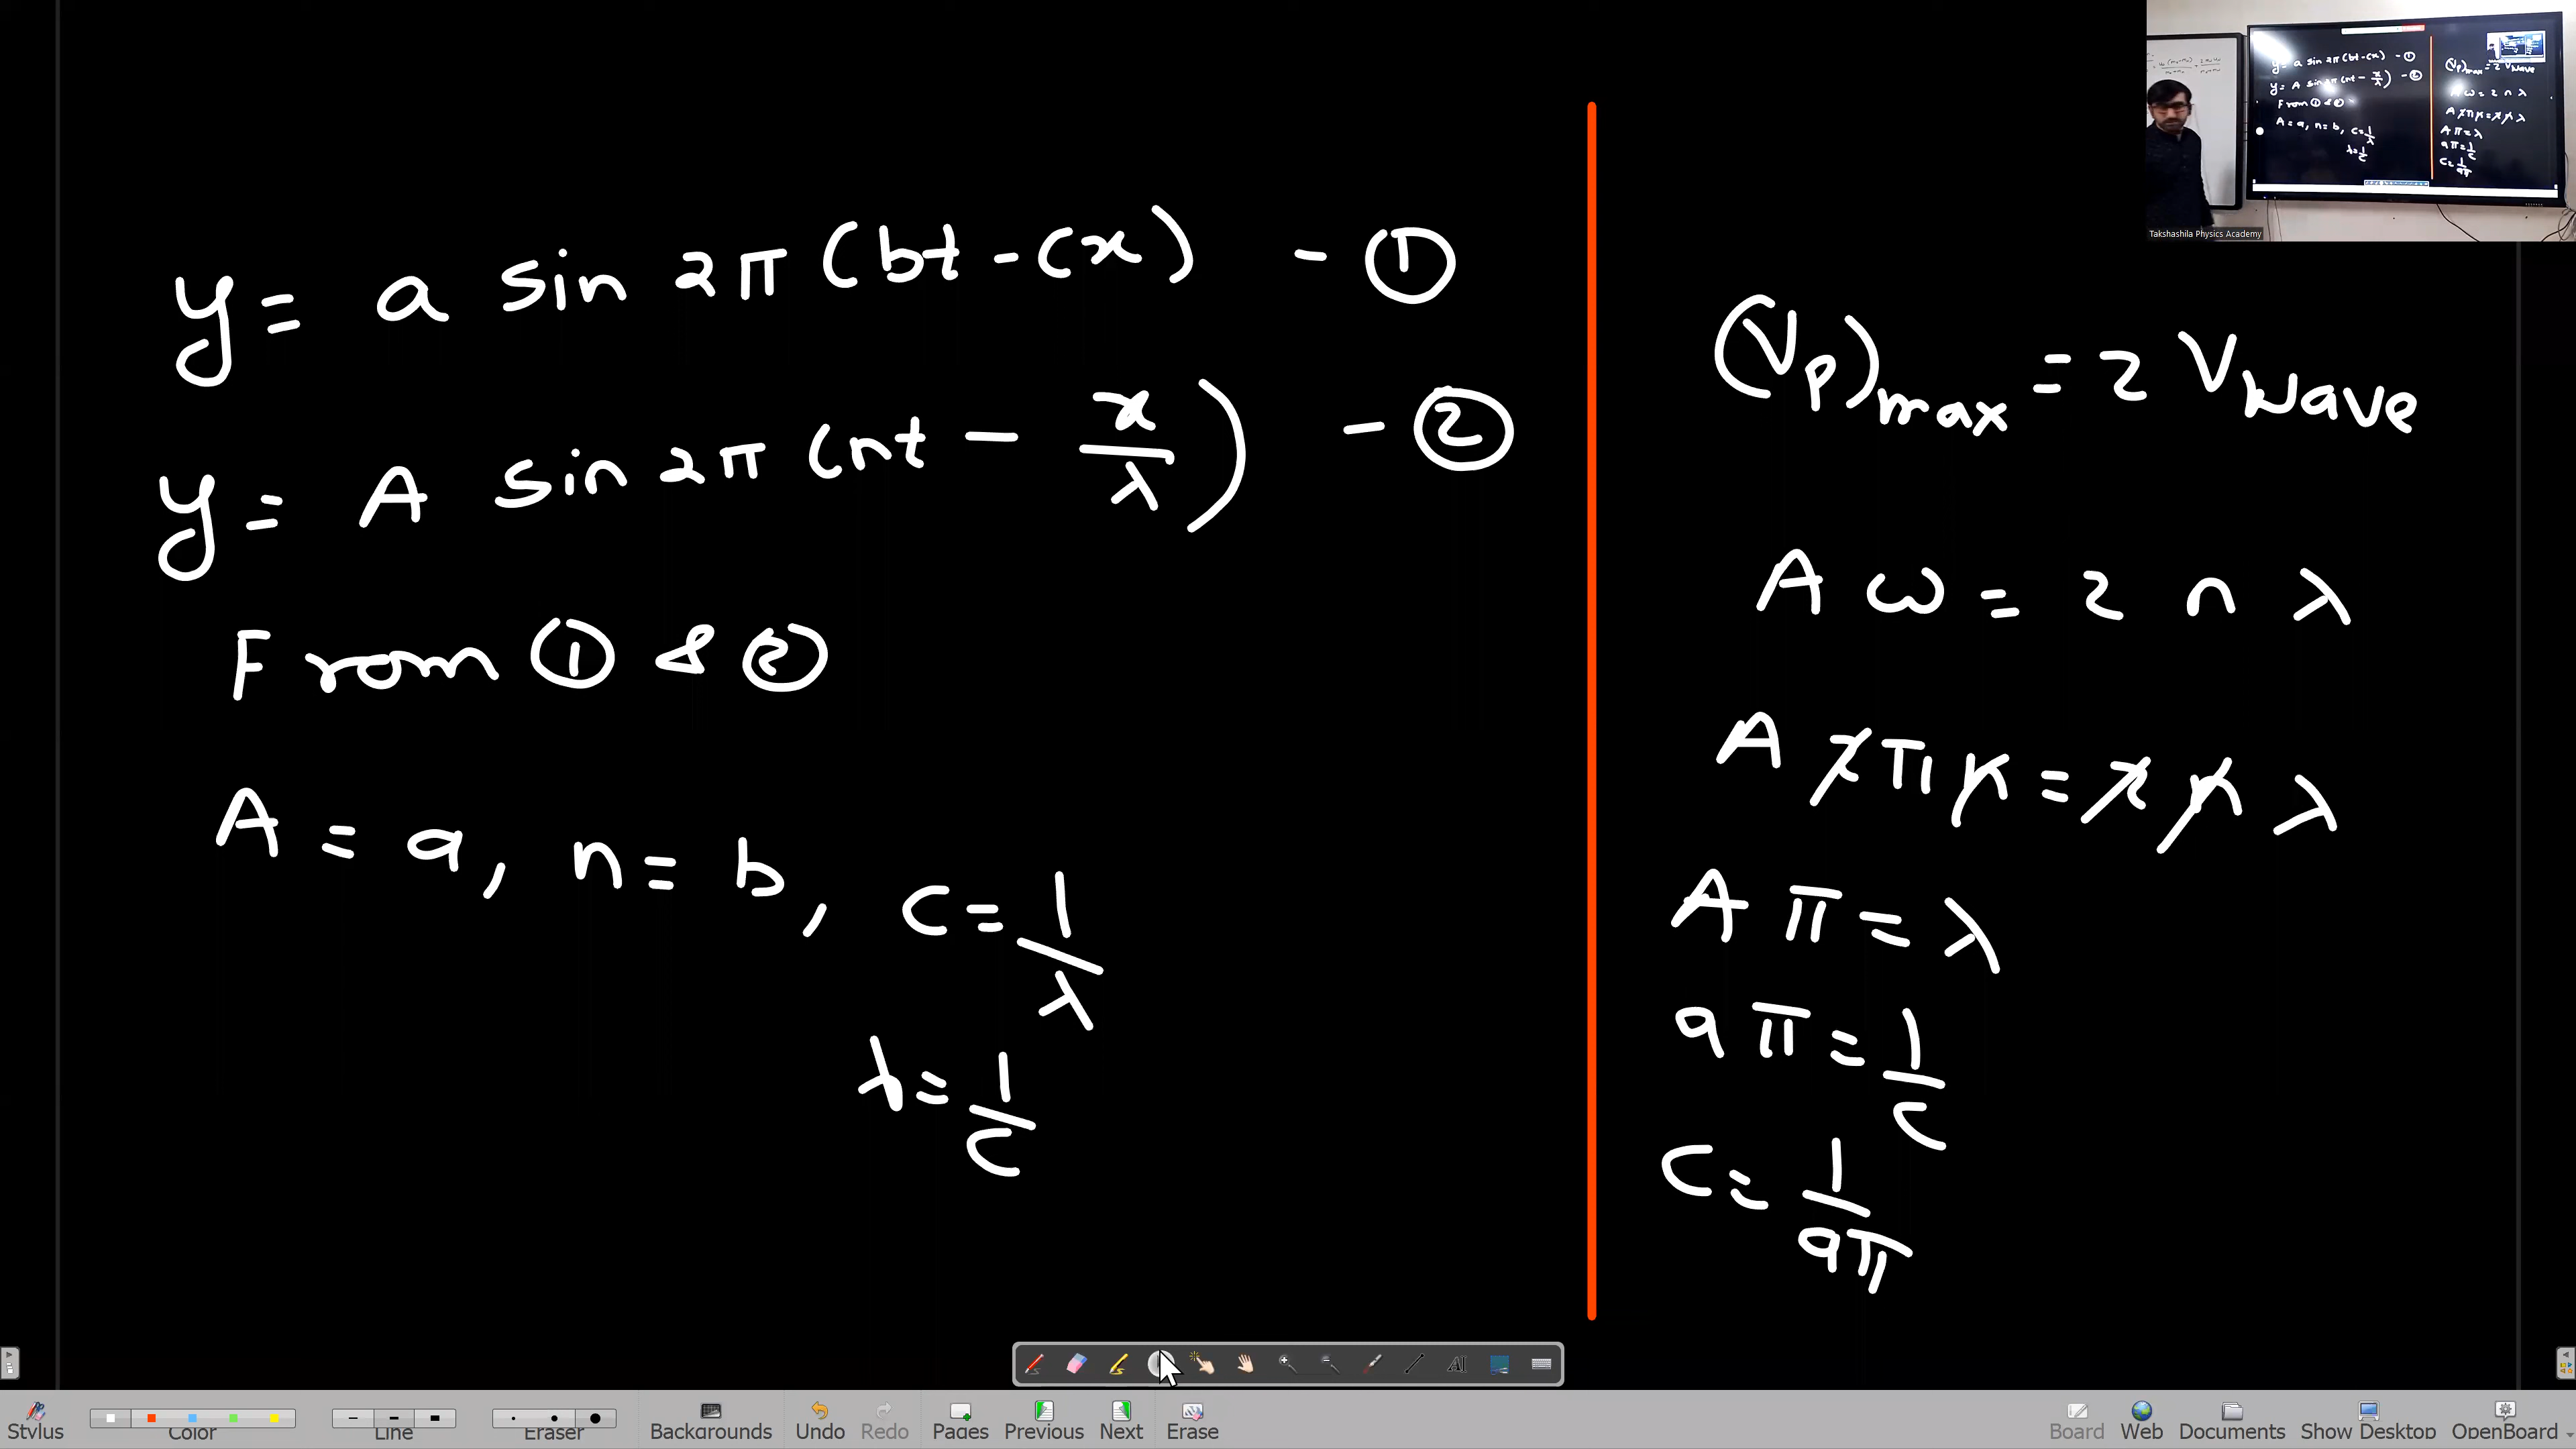 y = a sin 2π (bt - cx) - ①
y = A sin 2π (nt - x/λ) - ②
From ① & ②
A = a, n = b, c = 1/λ
λ = 1/c
(Vp)max = 2 Vwave
A ω = 2 n λ
A 2 π n = 2 n λ
A π = λ
a π = 1/c
c = 1/aπ
Takshashila Physics Academy
Stylus
Color
Line
Eraser
Backgrounds
Undo
Redo
Pages
Previous
Next
Erase
Board
Web
Documents
Show Desktop
OpenBoard